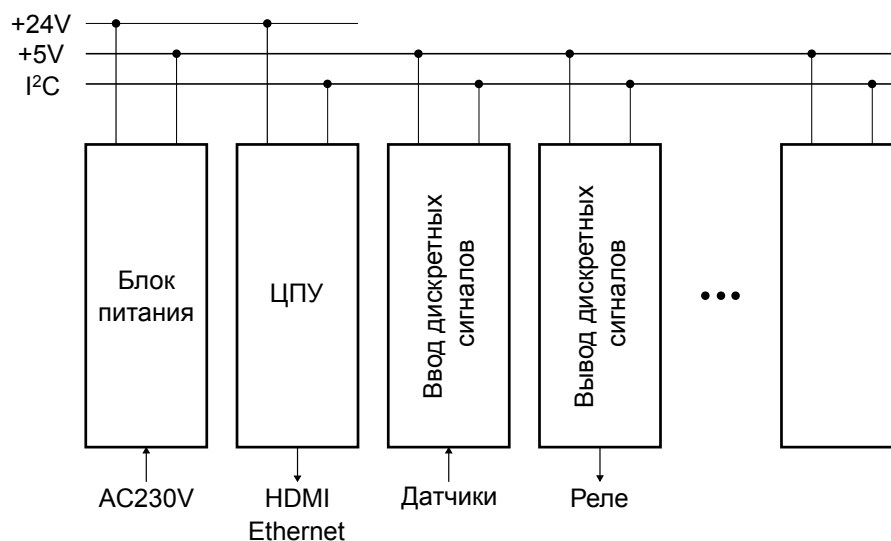 +24V
+5V
I²C
Блок
питания
ЦПУ
Ввод дискретных
сигналов
Вывод дискретных
сигналов
AC230V
HDMI
Ethernet
Датчики
Реле